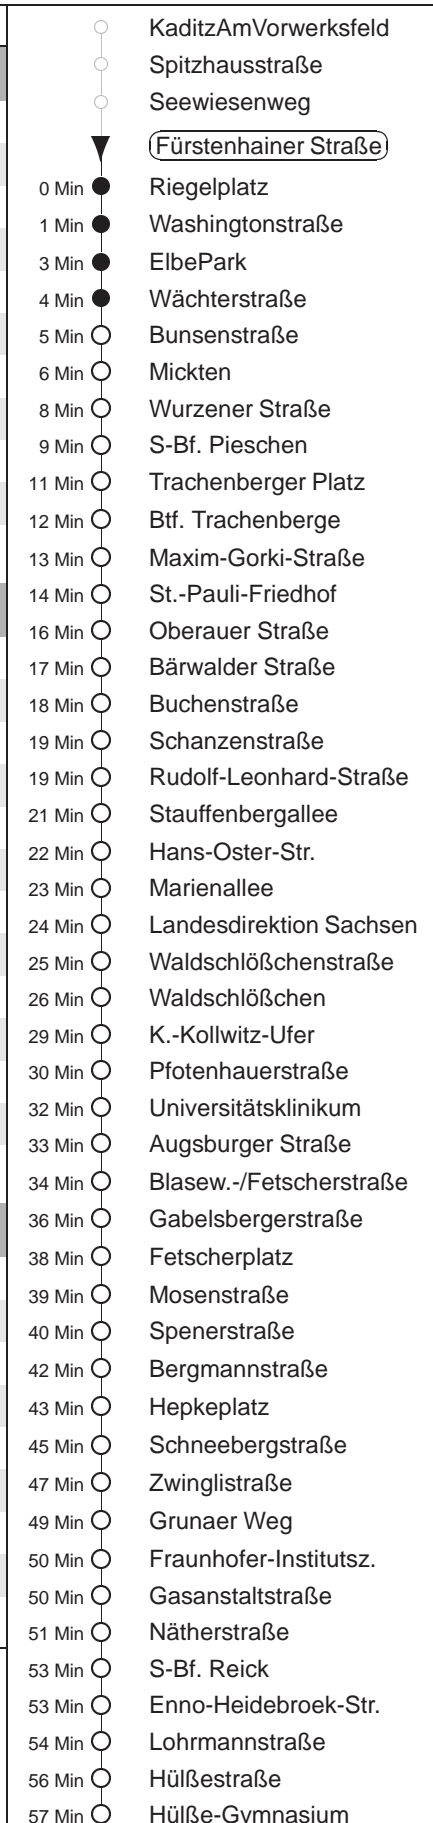 KaditzAmVorwerksfeld
Spitzhausstraße
Seewiesenweg
Fürstenhainer Straße
0 Min Riegelplatz
1 Min Washingtonstraße
3 Min ElbePark
4 Min Wächterstraße
5 Min Bunsenstraße
6 Min Mickten
8 Min Wurzener Straße
9 Min S-Bf. Pieschen
11 Min Trachenberger Platz
12 Min Btf. Trachenberge
13 Min Maxim-Gorki-Straße
14 Min St.-Pauli-Friedhof
16 Min Oberauer Straße
17 Min Bärwalder Straße
18 Min Buchenstraße
19 Min Schanzenstraße
19 Min Rudolf-Leonhard-Straße
21 Min Stauffenbergallee
22 Min Hans-Oster-Str.
23 Min Marienallee
24 Min Landesdirektion Sachsen
25 Min Waldschlößchenstraße
26 Min Waldschlößchen
29 Min K.-Kollwitz-Ufer
30 Min Pfotenhauerstraße
32 Min Universitätsklinikum
33 Min Augsburger Straße
34 Min Blasew.-/Fetscherstraße
36 Min Gabelsbergerstraße
38 Min Fetscherplatz
39 Min Mosenstraße
40 Min Spenerstraße
42 Min Bergmannstraße
43 Min Hepkeplatz
45 Min Schneebergstraße
47 Min Zwinglistraße
49 Min Grunaer Weg
50 Min Fraunhofer-Institutsz.
50 Min Gasanstaltstraße
51 Min Nätherstraße
53 Min S-Bf. Reick
53 Min Enno-Heidebroek-Str.
54 Min Lohrmannstraße
56 Min Hülßestraße
57 Min Hülße-Gymnasium